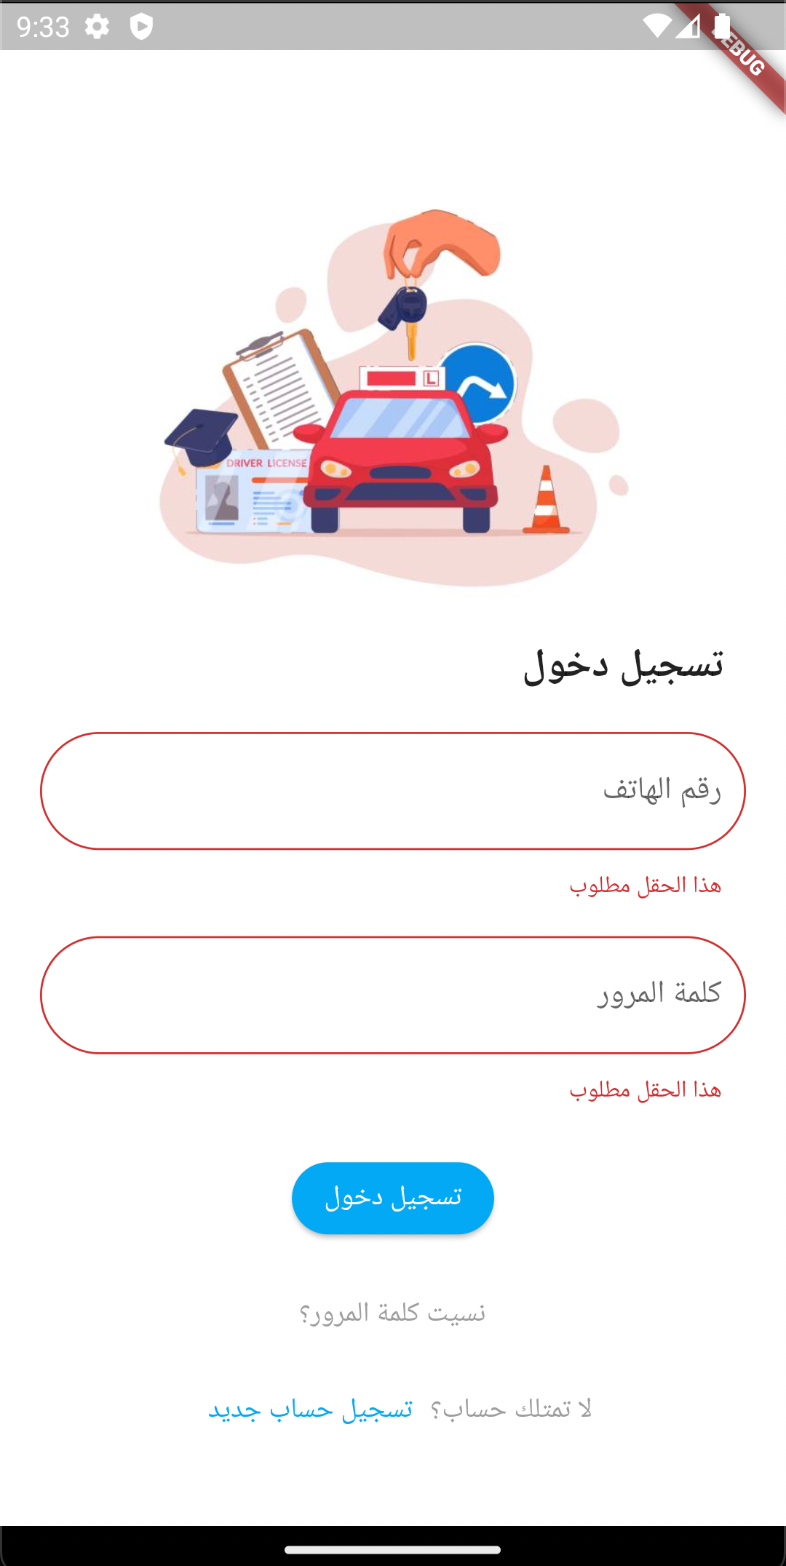 9:33
DEBUG
L
DRIVER LICENSE
تسجيل دخول
رقم الهاتف
هذا الحقل مطلوب
كلمة المرور
هذا الحقل مطلوب
تسجيل دخول
نسيت كلمة المرور؟
لا تمتلك حساب؟ تسجيل حساب جديد